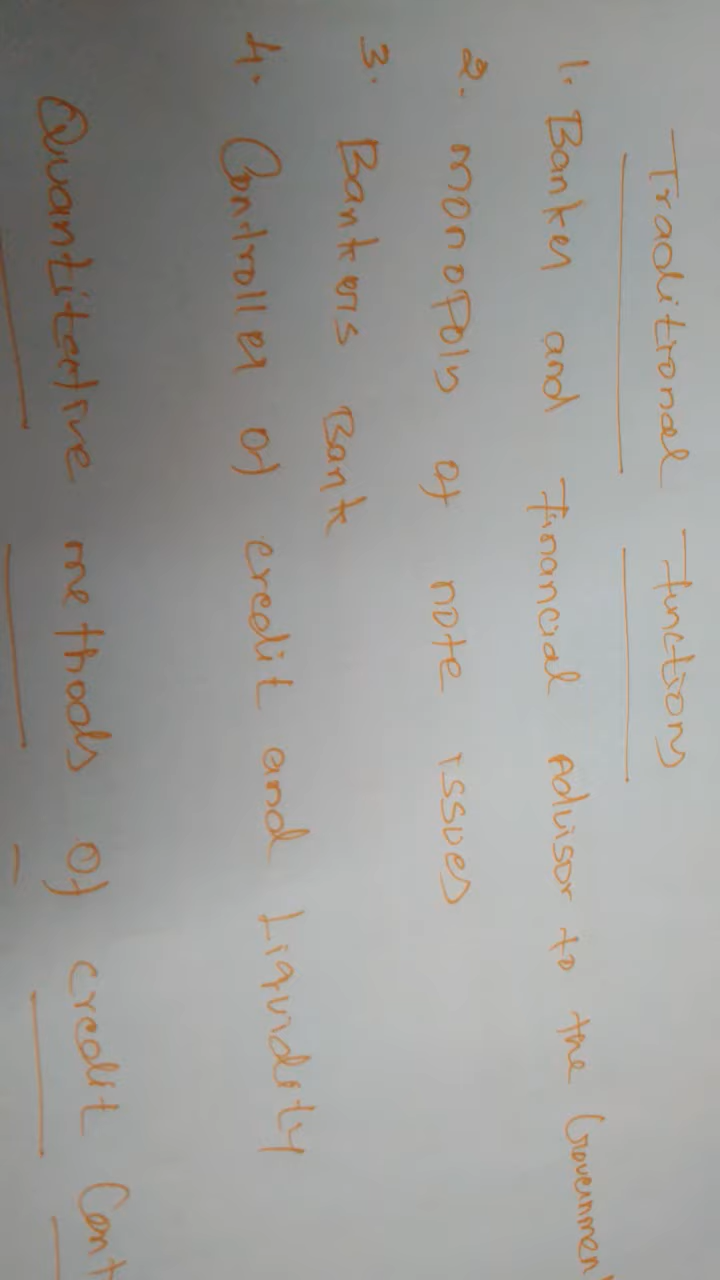 Traditional Functions
1. Banker and Financial Advisor to the Government
2. monopoly of note issues
3. Bankers Bank
4. Controller of credit and Liquidity
Quantitative methods of credit Cont